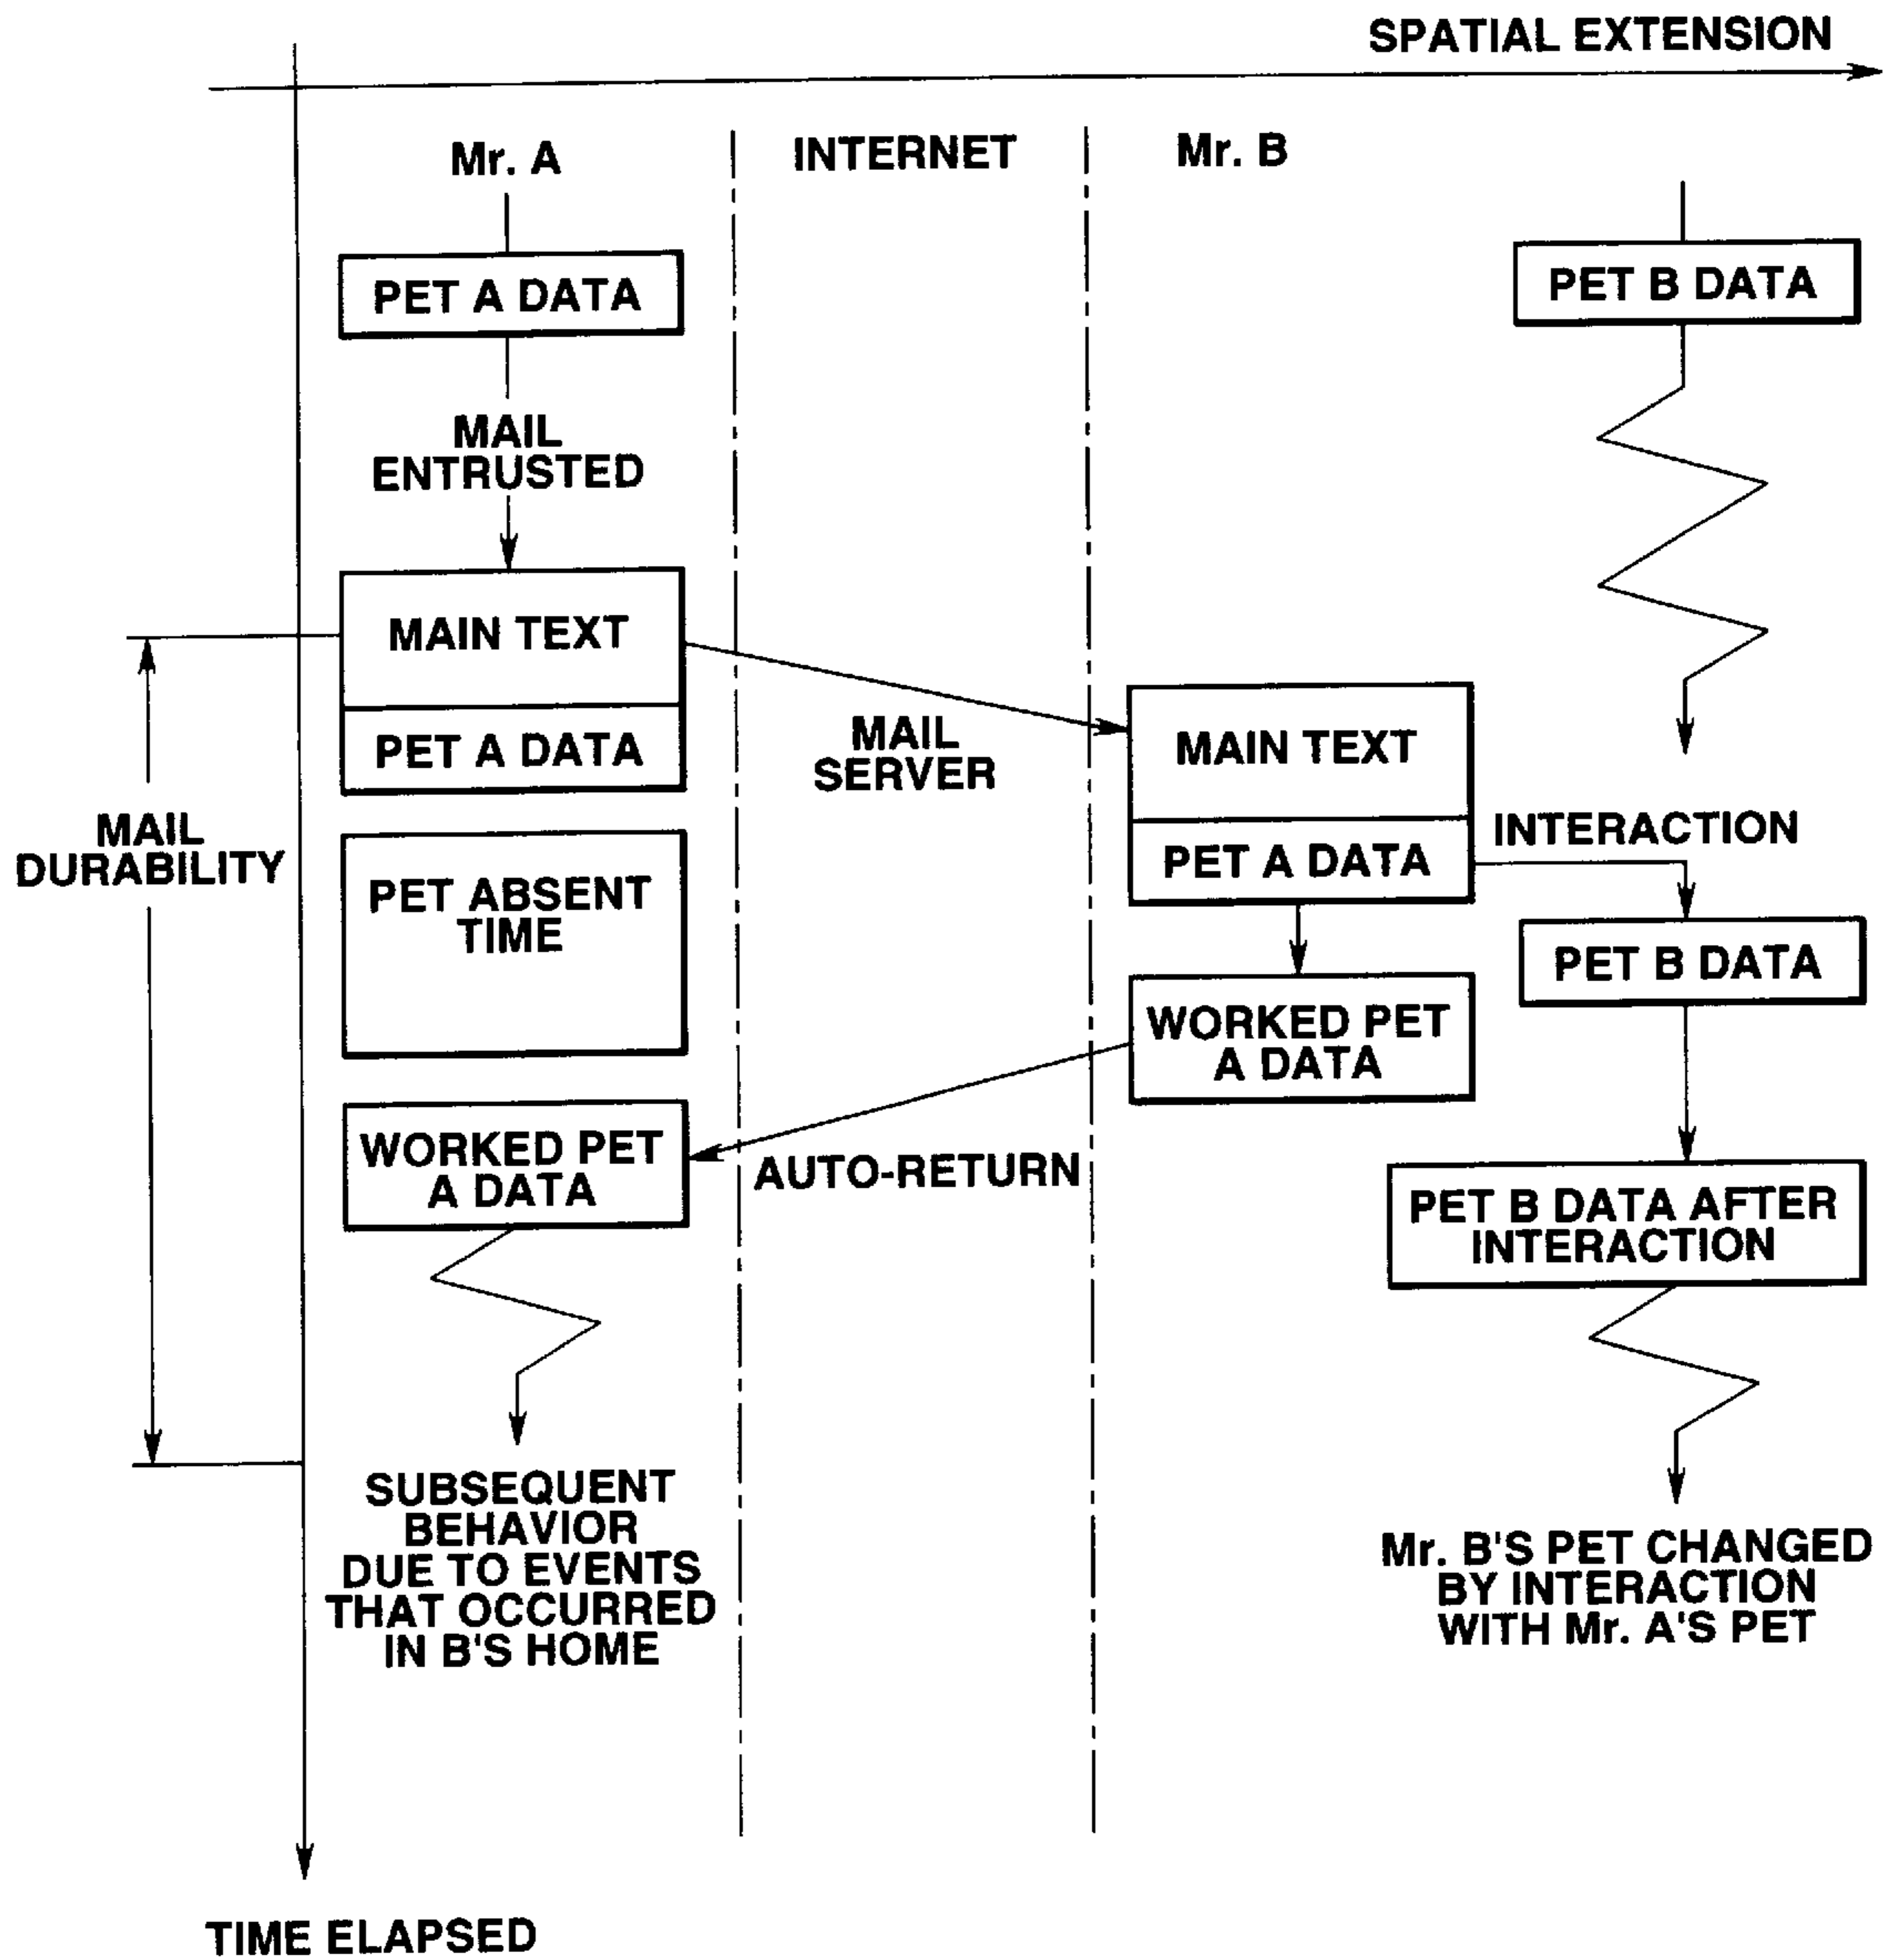 SPATIAL EXTENSION
Mr. A
INTERNET
Mr. B
PET A DATA
PET B DATA
MAIL
ENTRUSTED
MAIN TEXT
PET A DATA
MAIL
SERVER
MAIN TEXT
PET A DATA
INTERACTION
MAIL
DURABILITY
PET ABSENT
TIME
PET B DATA
WORKED PET
A DATA
WORKED PET
A DATA
AUTO-RETURN
PET B DATA AFTER
INTERACTION
SUBSEQUENT
BEHAVIOR
DUE TO EVENTS
THAT OCCURRED
IN B'S HOME
Mr. B'S PET CHANGED
BY INTERACTION
WITH Mr. A'S PET
TIME ELAPSED